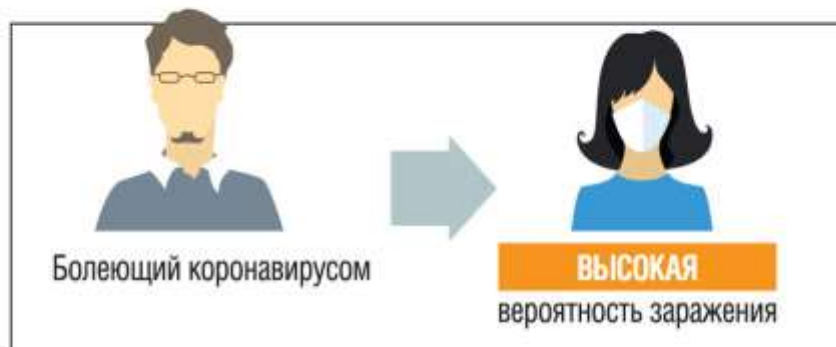 Болеющий коронавирусом
ВЫСОКАЯ
вероятность заражения